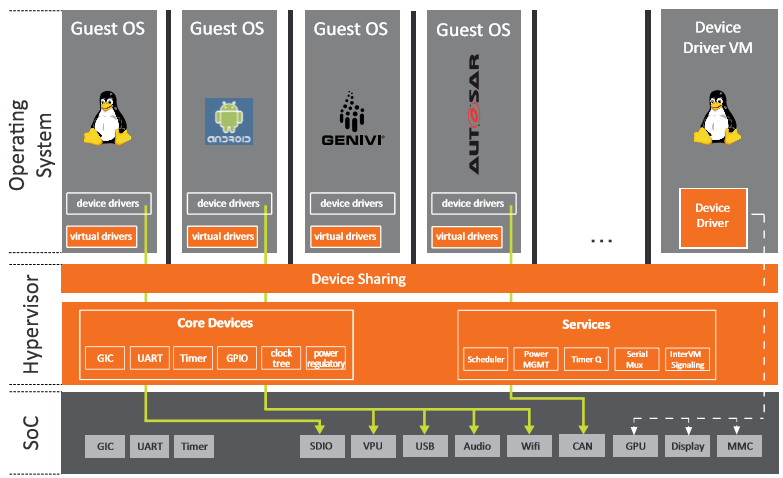 Operating
System
Guest OS
device drivers
virtual drivers
Guest OS
ANDROID
device drivers
virtual drivers
Guest OS
GENIVI®
device drivers
virtual drivers
Guest OS
AUTOSAR
device drivers
virtual drivers
...
Device
Driver VM
Device
Driver
Hypervisor
Device Sharing
Core Devices
GIC
UART
Timer
GPIO
clock
tree
power
regulatory
Services
Scheduler
Power
MGMT
Timer Q
Serial
Mux
InterVM
Signaling
SoC
GIC
UART
Timer
SDIO
VPU
USB
Audio
Wifi
CAN
GPU
Display
MMC